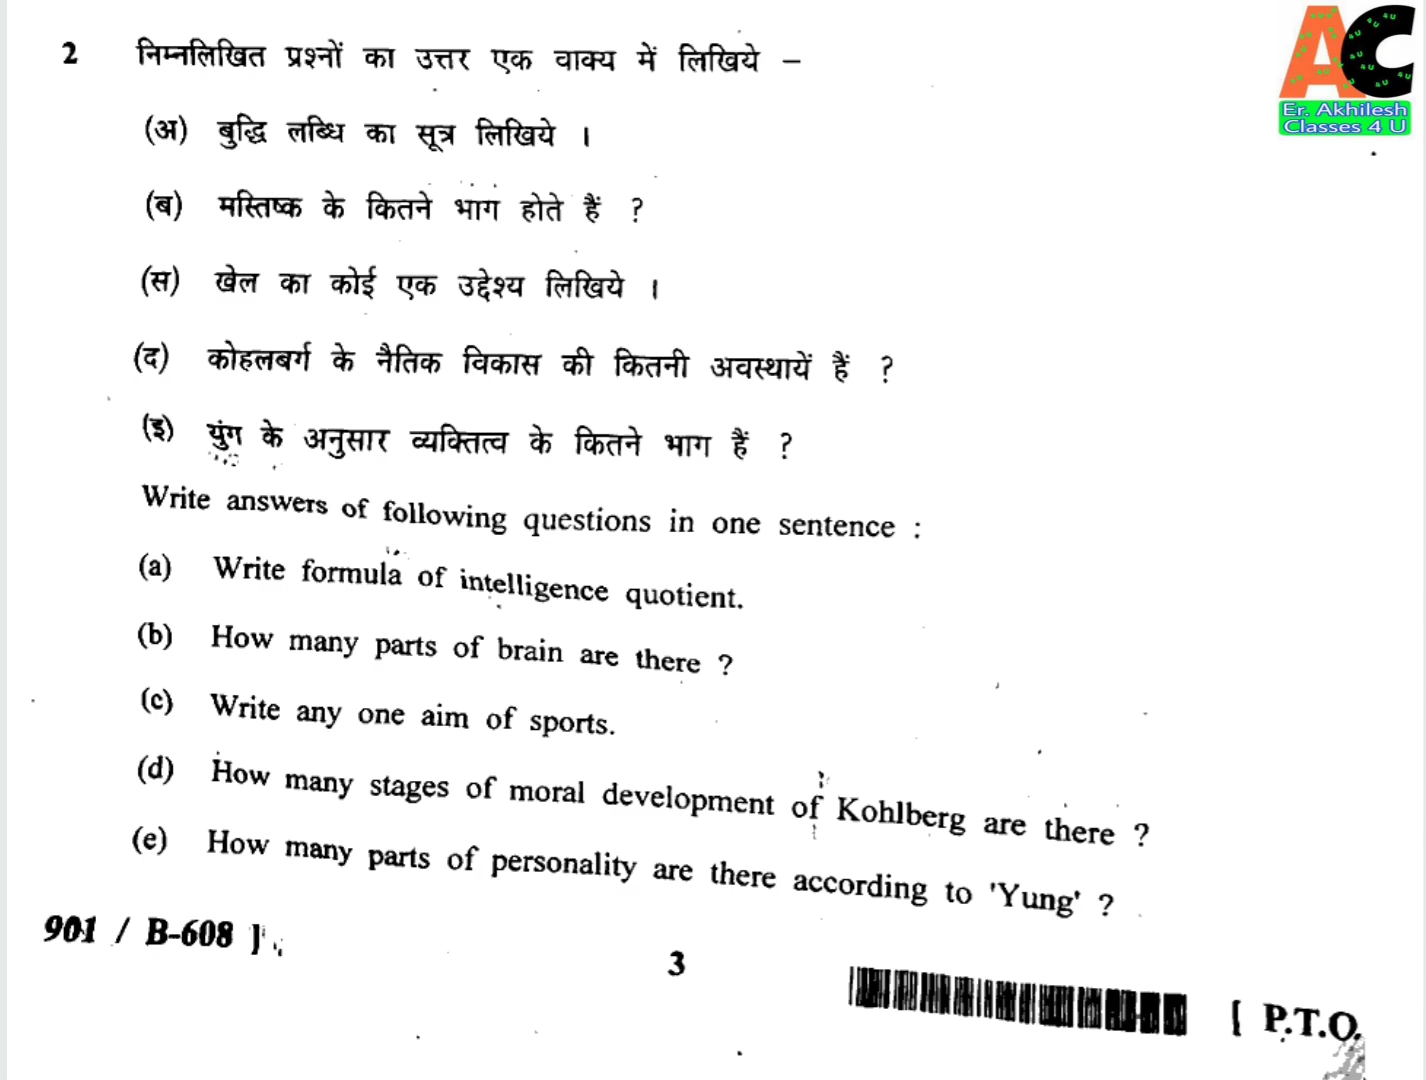 AC
Er. Akhilesh
Classes 4 U
2 निम्नलिखित प्रश्नों का उत्तर एक वाक्य में लिखिये –
(अ) बुद्धि लब्धि का सूत्र लिखिये ।
(ब) मस्तिष्क के कितने भाग होते हैं ?
(स) खेल का कोई एक उद्देश्य लिखिये ।
(द) कोहलबर्ग के नैतिक विकास की कितनी अवस्थायें हैं ?
(इ) युंग के अनुसार व्यक्तित्व के कितने भाग हैं ?
Write answers of following questions in one sentence :
(a) Write formula of intelligence quotient.
(b) How many parts of brain are there ?
(c) Write any one aim of sports.
(d) How many stages of moral development of Kohlberg are there ?
(e) How many parts of personality are there according to 'Yung' ?
901 / B-608 ]
3
[ P.T.O.